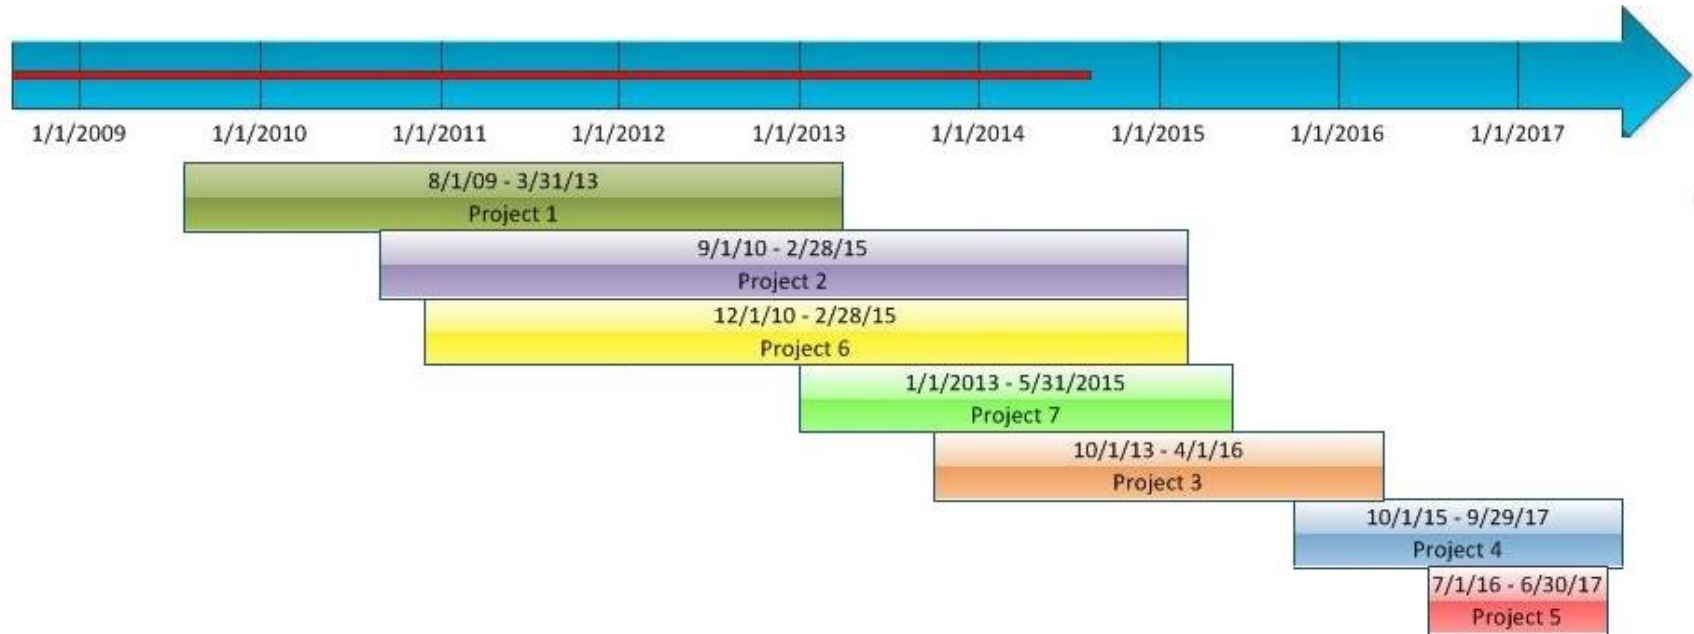 1/1/2009 1/1/2010 1/1/2011 1/1/2012 1/1/2013 1/1/2014 1/1/2015 1/1/2016 1/1/2017
8/1/09 - 3/31/13
Project 1
9/1/10 - 2/28/15
Project 2
12/1/10 - 2/28/15
Project 6
1/1/2013 - 5/31/2015
Project 7
10/1/13 - 4/1/16
Project 3
10/1/15 - 9/29/17
Project 4
7/1/16 - 6/30/17
Project 5